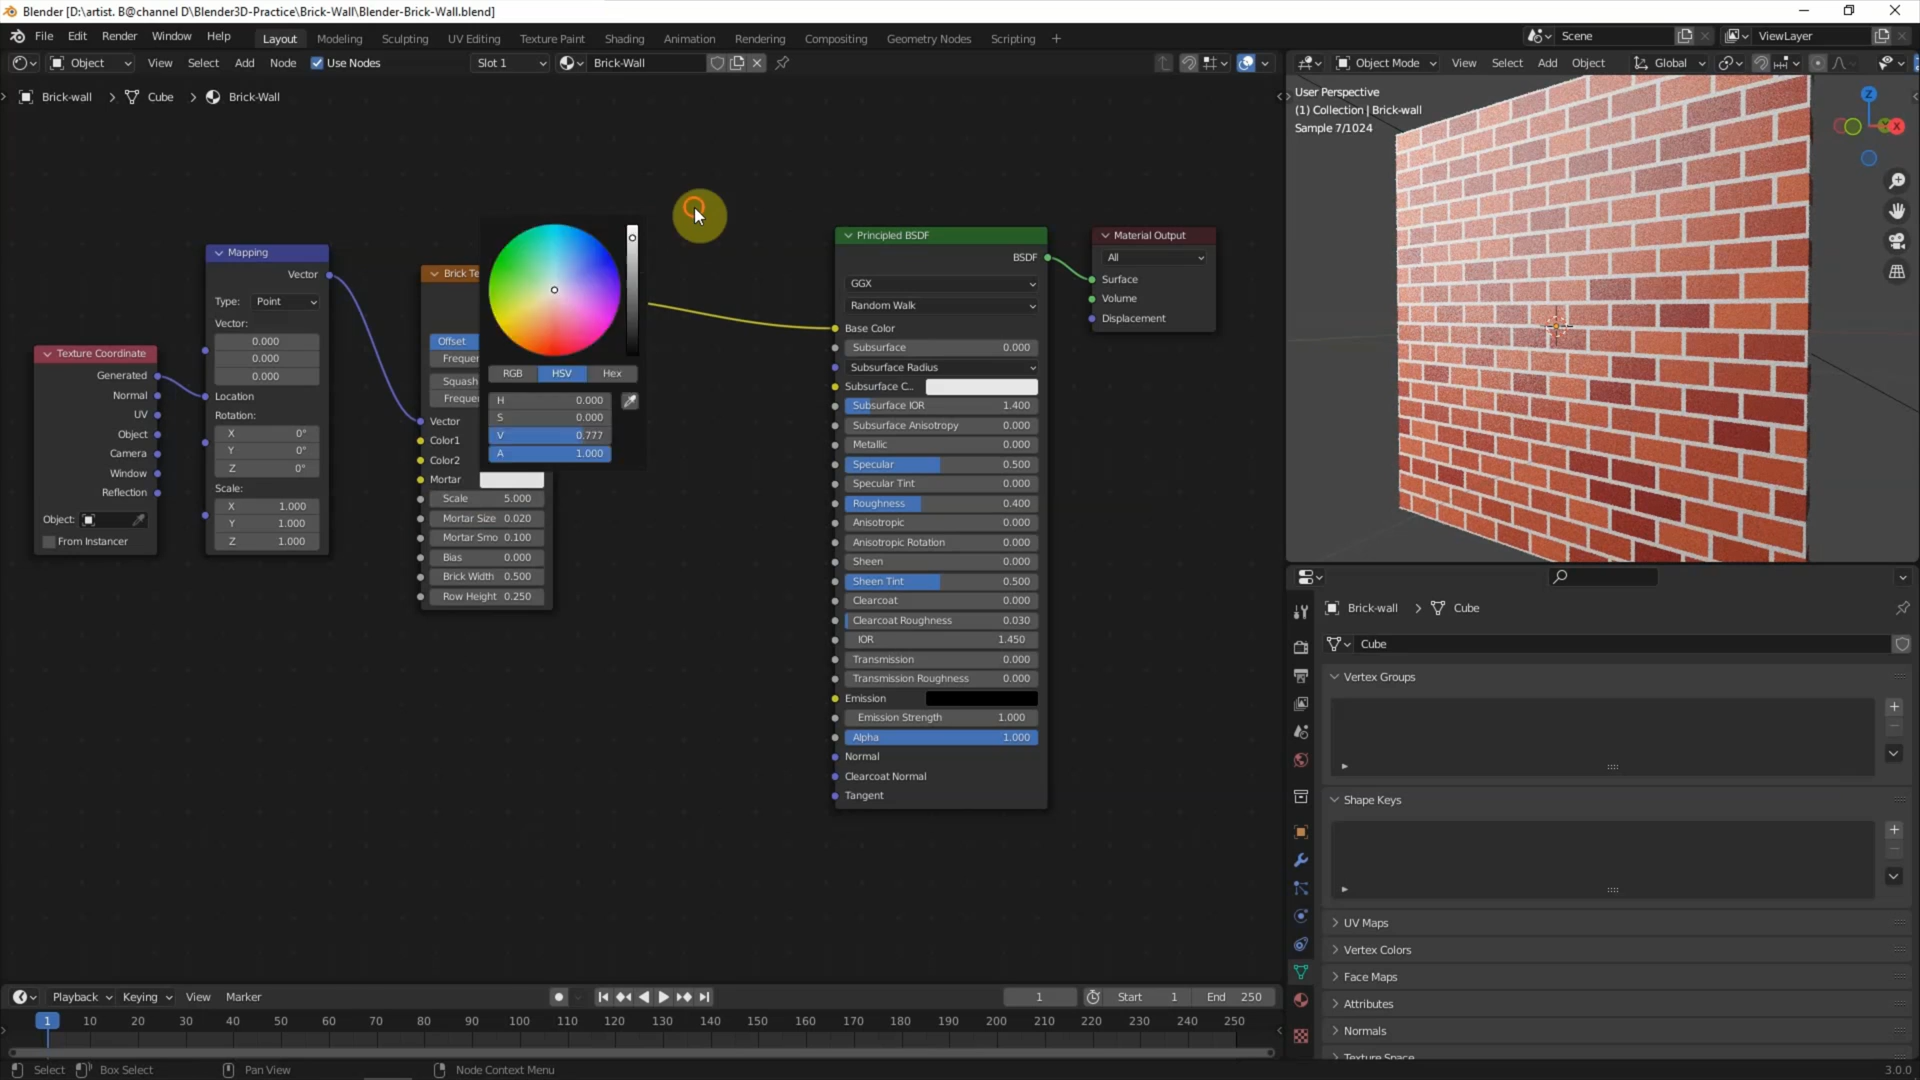 Blender [D:\artist. B@channel D\Blender3D-Practice\Brick-Wall\Blender-Brick-Wall.blend]
File Edit Render Window Help Layout Modeling Sculpting UV Editing Texture Paint Shading Animation Rendering Compositing Geometry Nodes Scripting + Scene ViewLayer
Object View Select Add Node Use Nodes Slot 1 Brick-Wall
Object Mode View Select Add Object Global
Brick-wall > Cube > Brick-Wall
User Perspective
(1) Collection | Brick-wall
Sample 7/1024
Z
X
Texture Coordinate
Generated
Normal
UV
Object
Camera
Window
Reflection
Object:
From Instancer
Mapping
Vector
Type: Point
Vector:
0.000
0.000
0.000
Location
Rotation:
X 0°
Y 0°
Z 0°
Scale:
X 1.000
Y 1.000
Z 1.000
Brick Te
Offset
Frequer
Squash
Frequer
Vector
Color1
Color2
Mortar
Scale 5.000
Mortar Size 0.020
Mortar Smo 0.100
Bias 0.000
Brick Width 0.500
Row Height 0.250
RGB HSV Hex
H 0.000
S 0.000
V 0.777
A 1.000
Principled BSDF
BSDF
GGX
Random Walk
Base Color
Subsurface 0.000
Subsurface Radius
Subsurface C..
Subsurface IOR 1.400
Subsurface Anisotropy 0.000
Metallic 0.000
Specular 0.500
Specular Tint 0.000
Roughness 0.400
Anisotropic 0.000
Anisotropic Rotation 0.000
Sheen 0.000
Sheen Tint 0.500
Clearcoat 0.000
Clearcoat Roughness 0.030
IOR 1.450
Transmission 0.000
Transmission Roughness 0.000
Emission
Emission Strength 1.000
Alpha 1.000
Normal
Clearcoat Normal
Tangent
Material Output
All
Surface
Volume
Displacement
Brick-wall > Cube
Cube
Vertex Groups
Shape Keys
UV Maps
Vertex Colors
Face Maps
Attributes
Normals
Texture Space
Playback Keying View Marker 1 Start 1 End 250
1 10 20 30 40 50 60 70 80 90 100 110 120 130 140 150 160 170 180 190 200 210 220 230 240 250
Select Box Select Pan View Node Context Menu 3.0.0